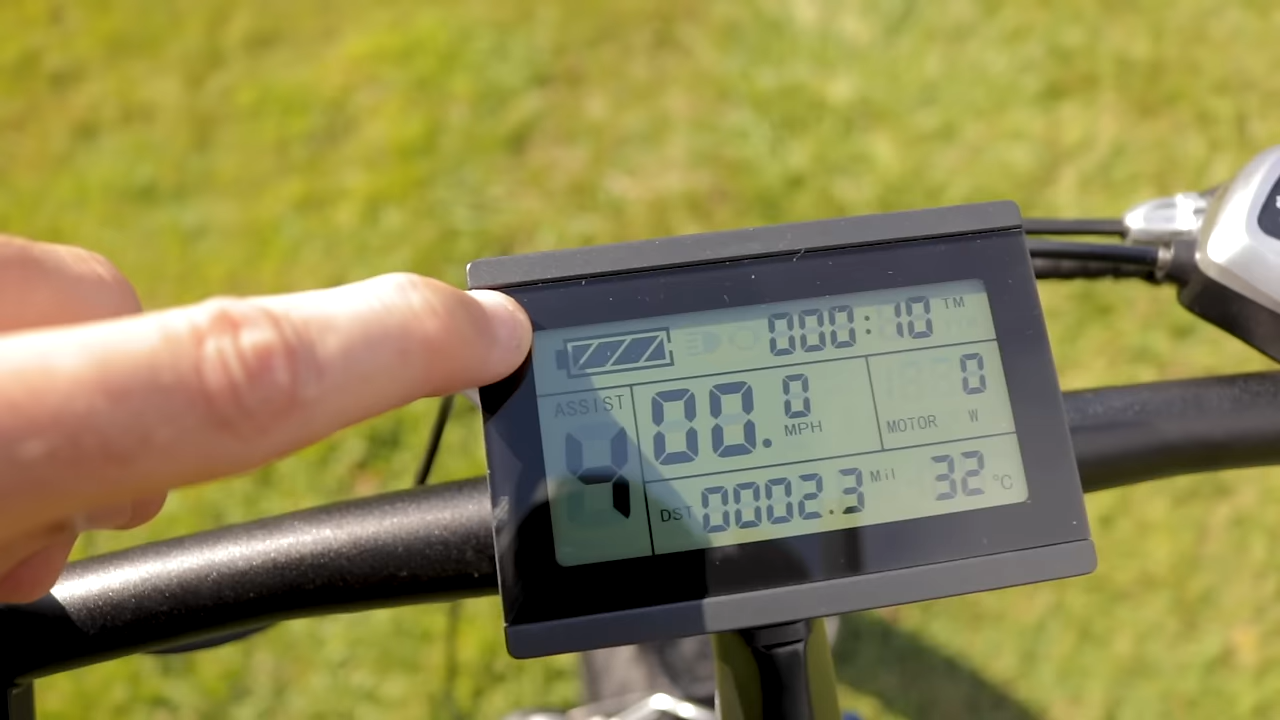 000:10 TM
ASSIST
4
00.0 MPH
0 W
MOTOR
DST 0002.3 Mil
32 °C